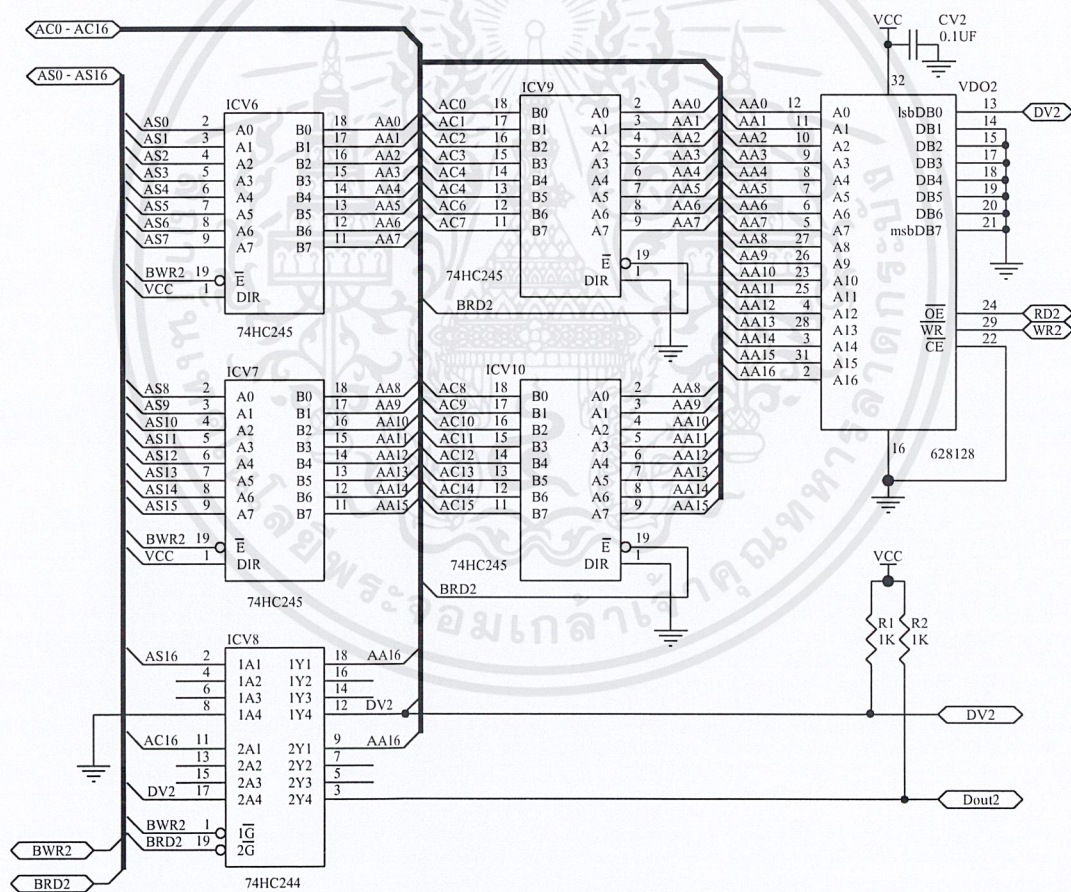 AC0 - AC16
AS0 - AS16
VCC
CV2
0.1UF
32
ICV6
AS0 2 A0 B0 18 AA0
AS1 3 A1 B1 17 AA1
AS2 4 A2 B2 16 AA2
AS3 5 A3 B3 15 AA3
AS4 6 A4 B4 14 AA4
AS5 7 A5 B5 13 AA5
AS6 8 A6 B6 12 AA6
AS7 9 A7 B7 11 AA7
BWR2 19 E
VCC 1 DIR
74HC245
ICV9
AC0 18 B0 A0 2 AA0
AC1 17 B1 A1 3 AA1
AC2 16 B2 A2 4 AA2
AC3 15 B3 A3 5 AA3
AC4 14 B4 A4 6 AA4
AC4 13 B5 A5 7 AA5
AC6 12 B6 A6 8 AA6
AC7 11 B7 A7 9 AA7
E 19
DIR 1
74HC245
BRD2
VDO2
AA0 12 A0 lsbDB0 13 DV2
AA1 11 A1 DB1 14
AA2 10 A2 DB2 15
AA3 9 A3 DB3 17
AA4 8 A4 DB4 18
AA5 7 A5 DB5 19
AA6 6 A6 DB6 20
AA7 5 A7 msbDB7 21
AA8 27 A8
AA9 26 A9
AA10 23 A10
AA11 25 A11
AA12 4 A12 OE 24 RD2
AA13 28 A13 WR 29 WR2
AA14 3 A14 CE 22
AA15 31 A15
AA16 2 A16
16
628128
ICV7
AS8 2 A0 B0 18 AA8
AS9 3 A1 B1 17 AA9
AS10 4 A2 B2 16 AA10
AS11 5 A3 B3 15 AA11
AS12 6 A4 B4 14 AA12
AS13 7 A5 B5 13 AA13
AS14 8 A6 B6 12 AA14
AS15 9 A7 B7 11 AA15
BWR2 19 E
VCC 1 DIR
74HC245
ICV10
AC8 18 B0 A0 2 AA8
AC9 17 B1 A1 3 AA9
AC10 16 B2 A2 4 AA10
AC11 15 B3 A3 5 AA11
AC12 14 B4 A4 6 AA12
AC13 13 B5 A5 7 AA13
AC14 12 B6 A6 8 AA14
AC15 11 B7 A7 9 AA15
E 19
DIR 1
74HC245
BRD2
VCC
R1 R2
1K 1K
ICV8
AS16 2 1A1 1Y1 18 AA16
4 1A2 1Y2 16
6 1A3 1Y3 14
8 1A4 1Y4 12 DV2
DV2
AC16 11 2A1 2Y1 9 AA16
13 2A2 2Y2 7
15 2A3 2Y3 5
DV2 17 2A4 2Y4 3
Dout2
BWR2 1 1G
BRD2 19 2G
74HC244
BWR2
BRD2